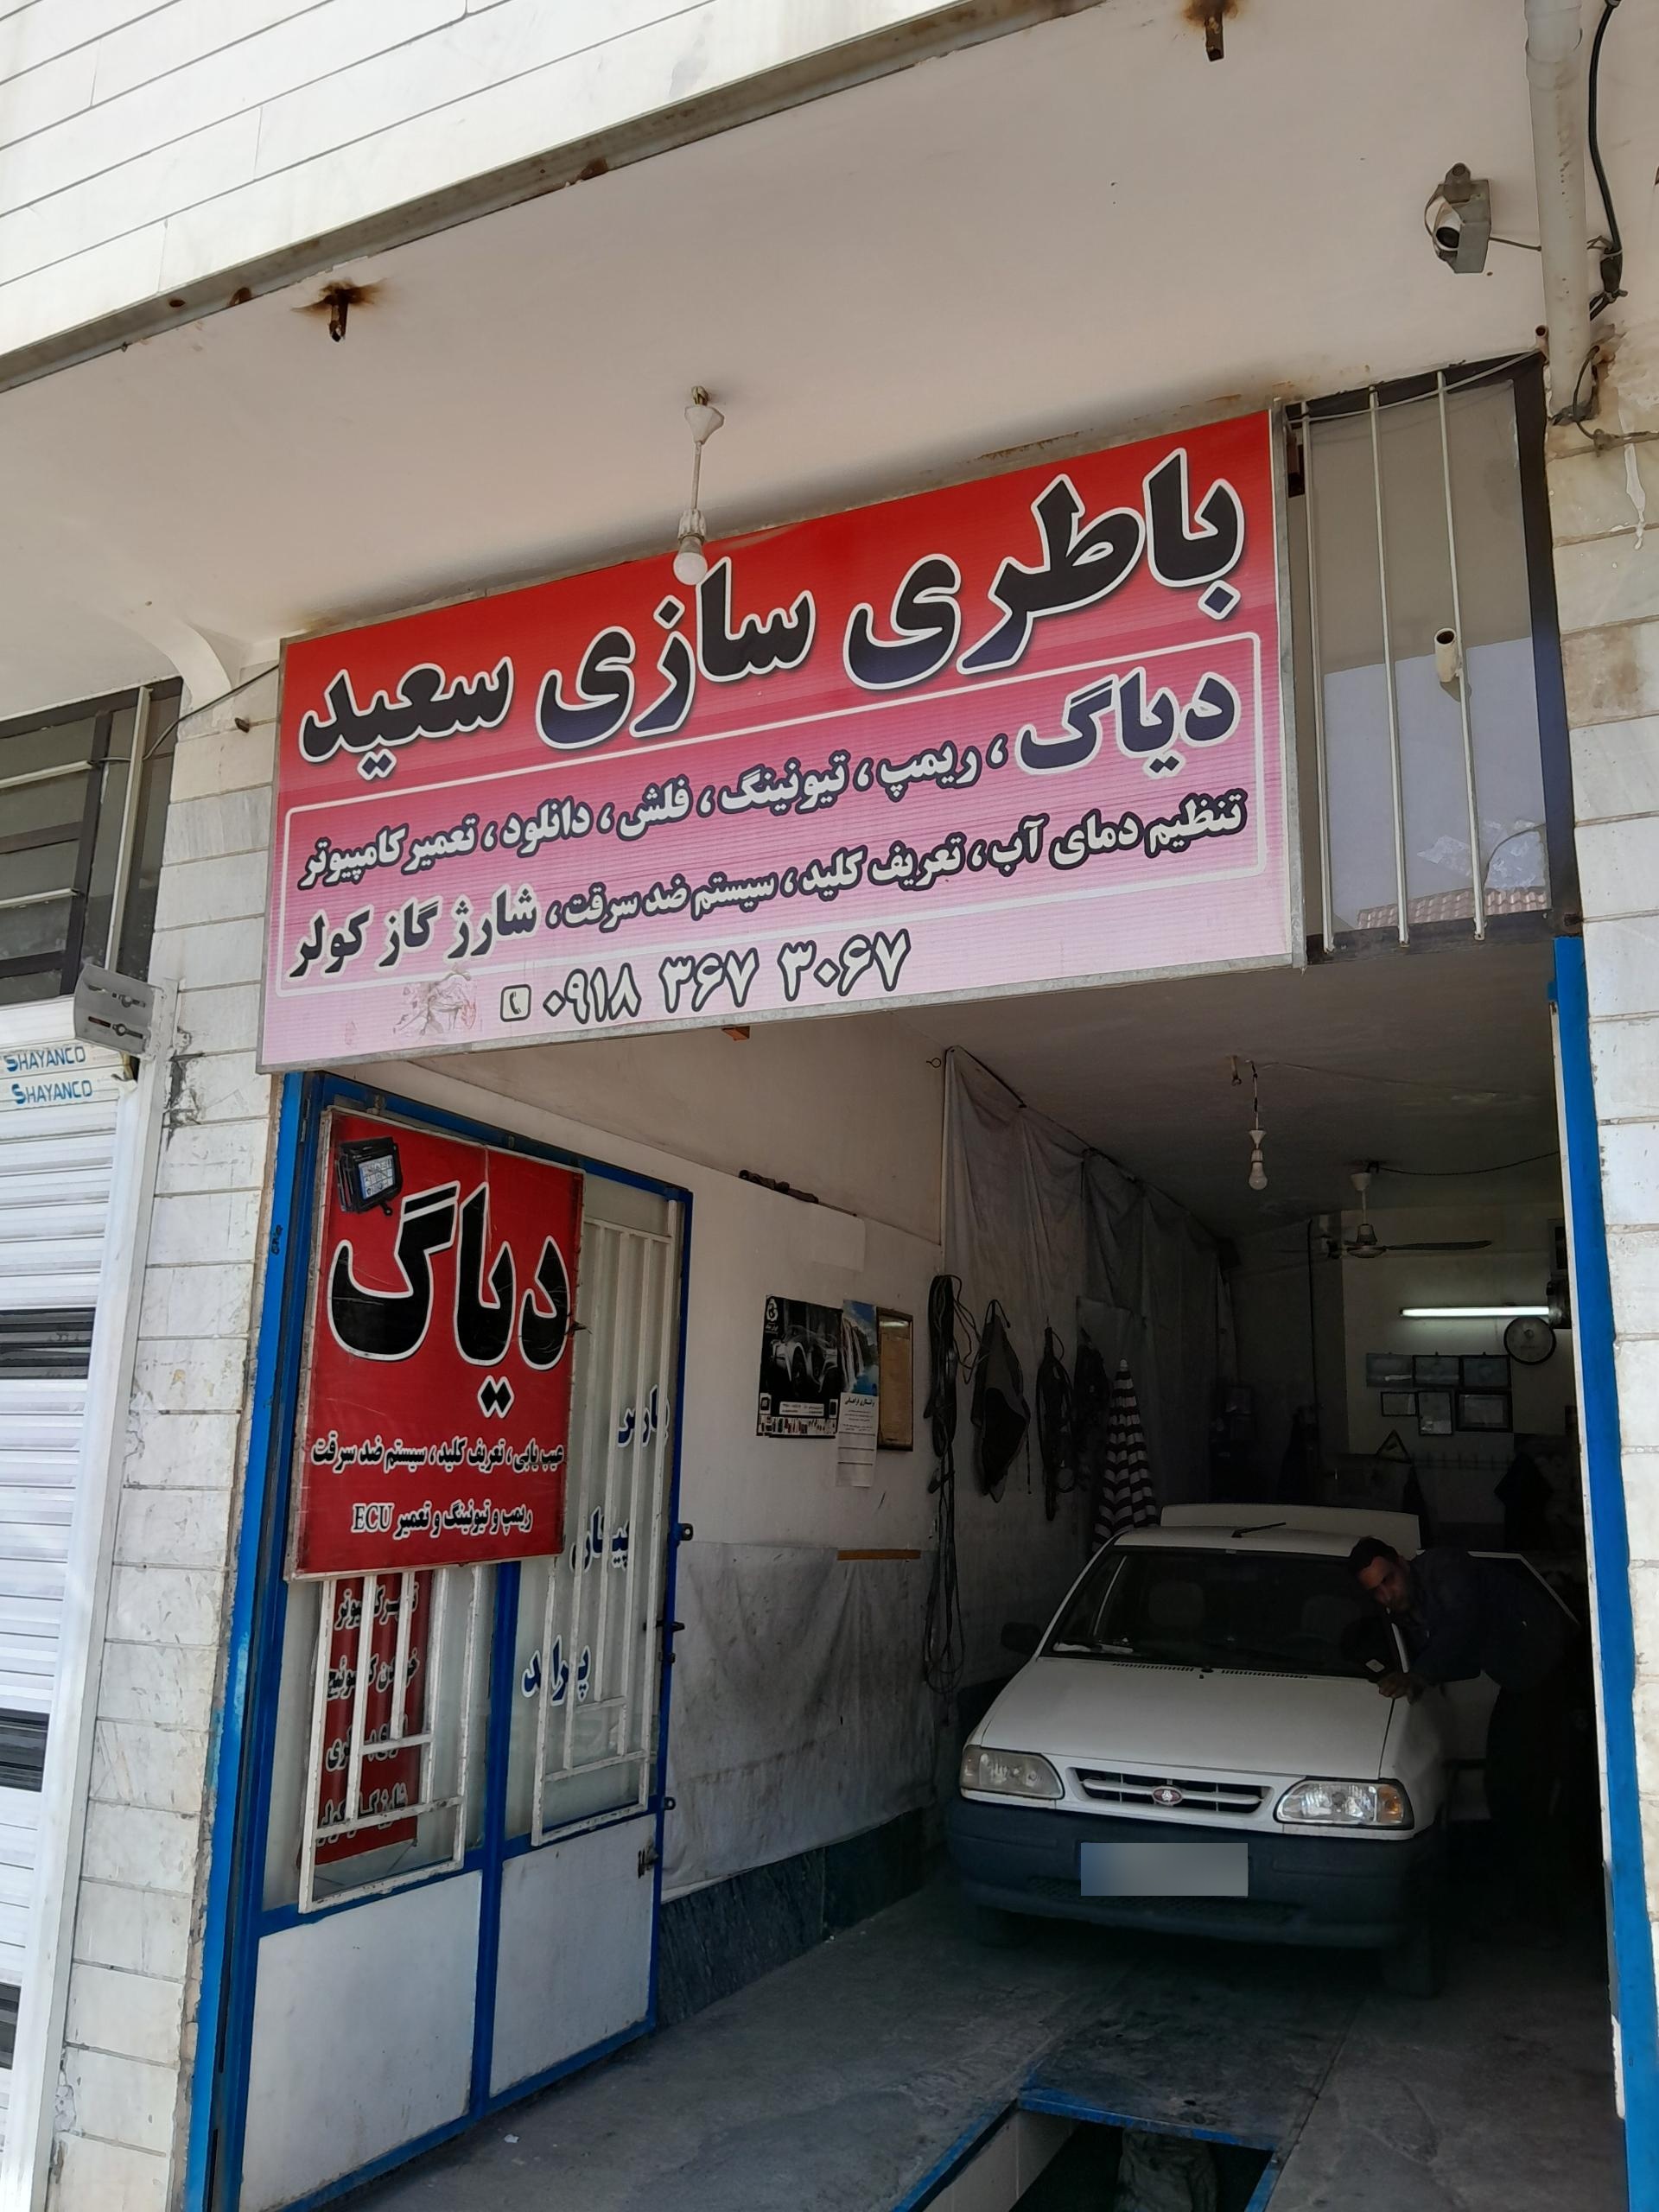 باطری سازی سعید
دیاگ ، ریمپ ، تیونینگ ، فلش ، دانلود ، تعمیر کامپیوتر
تنظیم دمای آب ، تعریف کلید ، سیستم ضد سرقت ، شارژ گاز کولر
۰۹۱۸ ۳۶۷ ۳۰۶۷
SHAYANCO
SHAYANCO
دیاگ
عیب یابی ، تعریف کلید ، سیستم ضد سرقت
ریمپ و تیونینگ و تعمیر ECU
پارس
پیکان
پراید